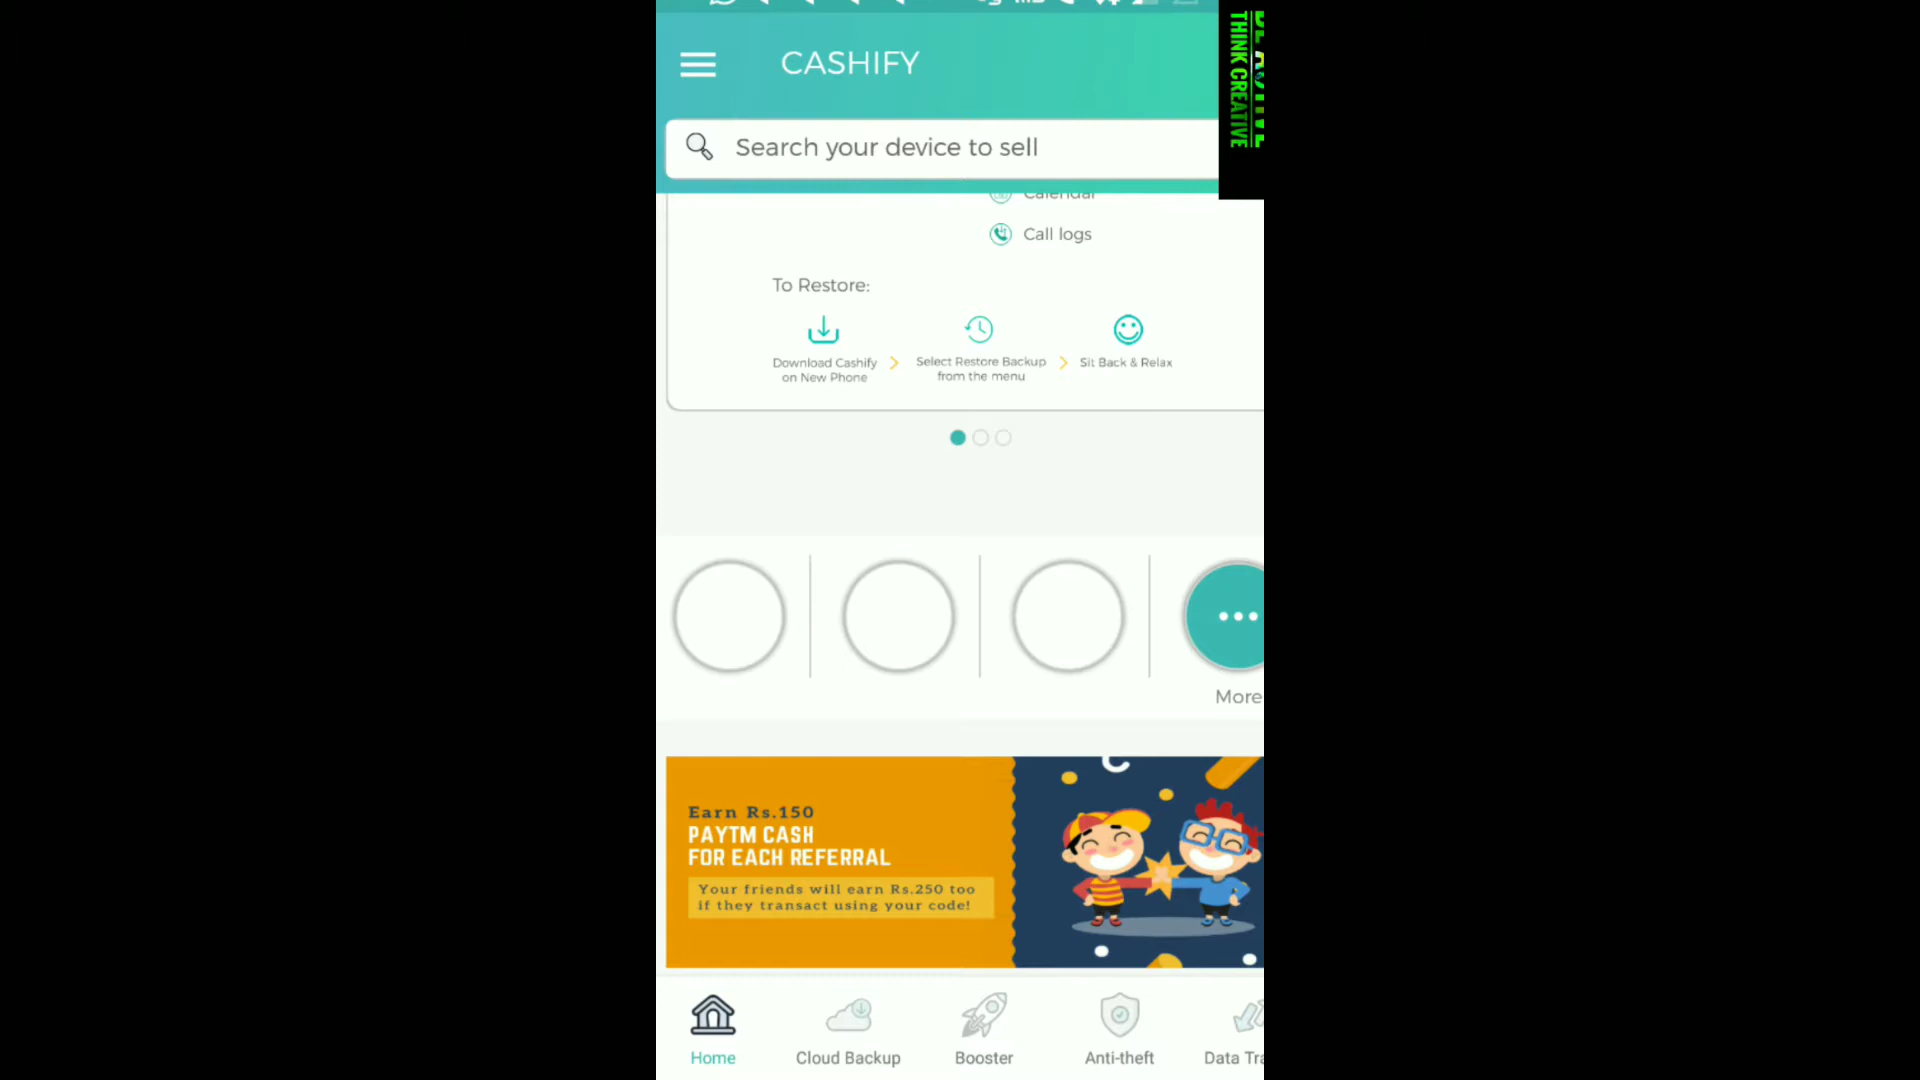 CASHIFY
THINK CREATIVE
Search your device to sell
Calendar
Call logs
To Restore:
Download Cashify
on New Phone
Select Restore Backup
from the menu
Sit Back & Relax
More
Earn Rs.150
PAYTM CASH
FOR EACH REFERRAL
Your friends will earn Rs.250 too
if they transact using your code!
Home
Cloud Backup
Booster
Anti-theft
Data